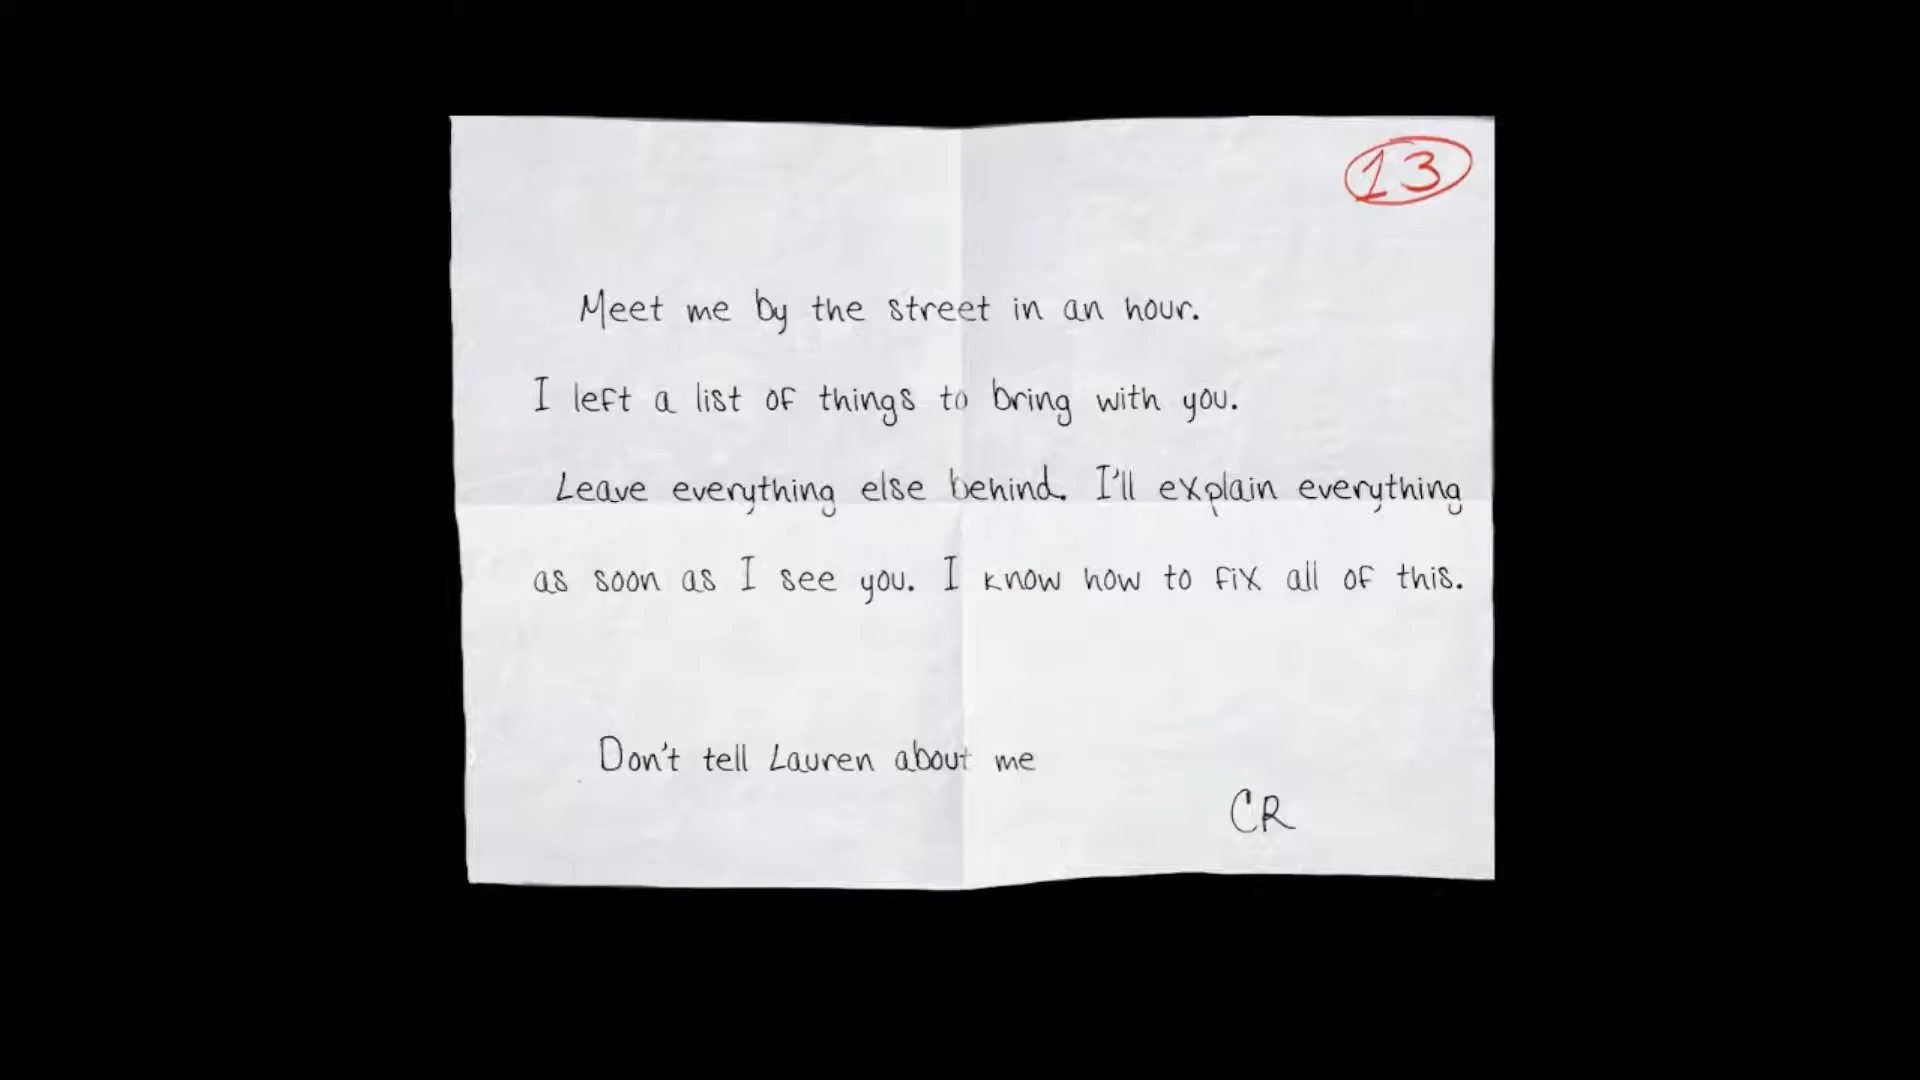 13
Meet me by the street in an hour.
I left a list of things to bring with you.
Leave everything else behind. I'll explain everything
as soon as I see you. I know how to fix all of this.
Don't tell Lauren about me
CR